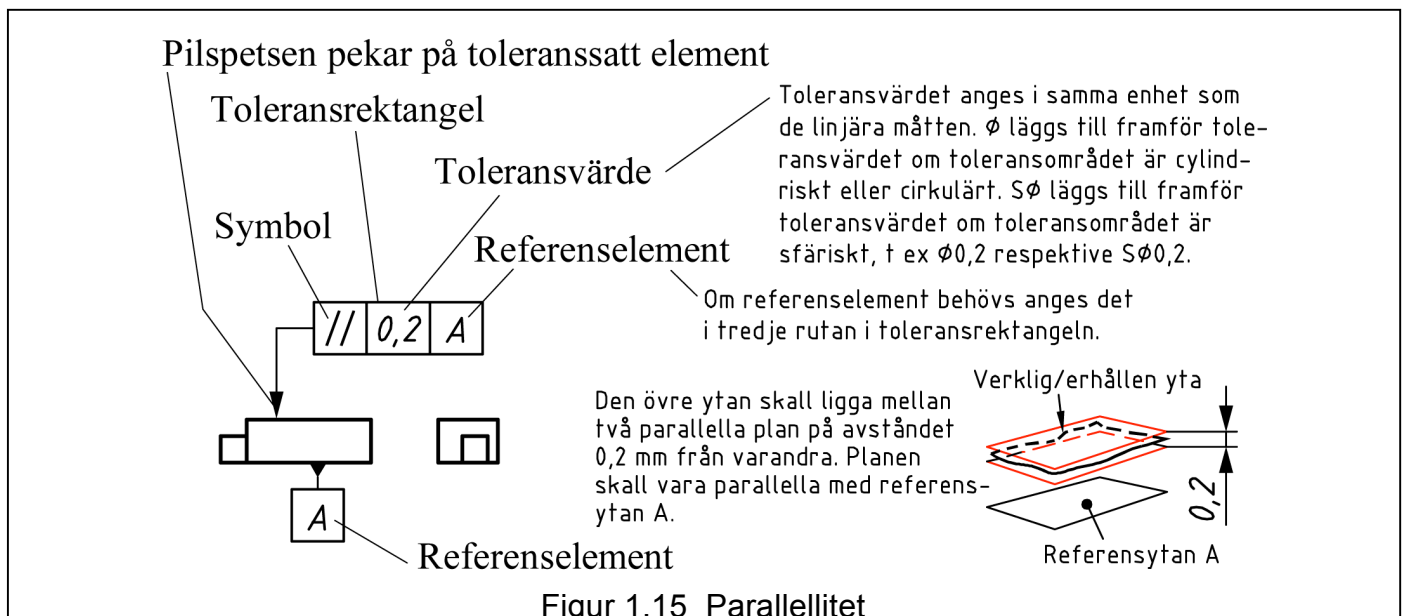 Pilspetsen pekar på toleranssatt element
Toleransrektangel
Toleransvärde
Symbol
Referenselement
Toleransvärdet anges i samma enhet som
de linjära måtten. Ø läggs till framför tole-
ransvärdet om toleransområdet är cylind-
riskt eller cirkulärt. SØ läggs till framför
toleransvärdet om toleransområdet är
sfäriskt, t ex Ø0,2 respektive SØ0,2.
Om referenselement behövs anges det
i tredje rutan i toleransrektangeln.
// 0,2 A
Den övre ytan skall ligga mellan
två parallella plan på avståndet
0,2 mm från varandra. Planen
skall vara parallella med referens-
ytan A.
Verklig/erhållen yta
0,2
Referensytan A
A
Referenselement
Figur 1.15 Parallellitet